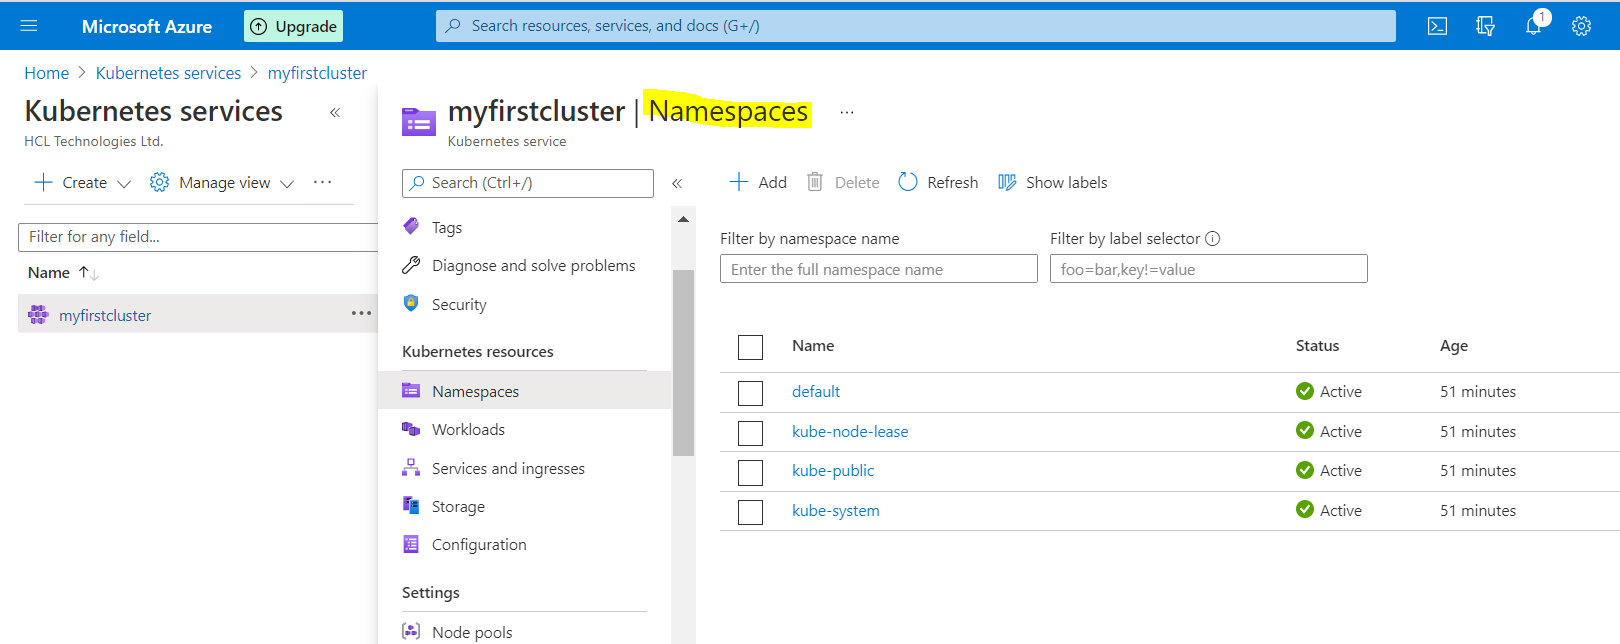 Microsoft Azure
Upgrade
Search resources, services, and docs (G+/)
1
Home > Kubernetes services > myfirstcluster
Kubernetes services
«
HCL Technologies Ltd.
+ Create
Manage view
...
Filter for any field...
Name ↑↓
myfirstcluster
...
myfirstcluster | Namespaces
...
Kubernetes service
Search (Ctrl+/)
«
Tags
Diagnose and solve problems
Security
Kubernetes resources
Namespaces
Workloads
Services and ingresses
Storage
Configuration
Settings
Node pools
+ Add
Delete
Refresh
Show labels
Filter by namespace name
Filter by label selector
Enter the full namespace name
foo=bar,key!=value
Name Status Age
default Active 51 minutes
kube-node-lease Active 51 minutes
kube-public Active 51 minutes
kube-system Active 51 minutes